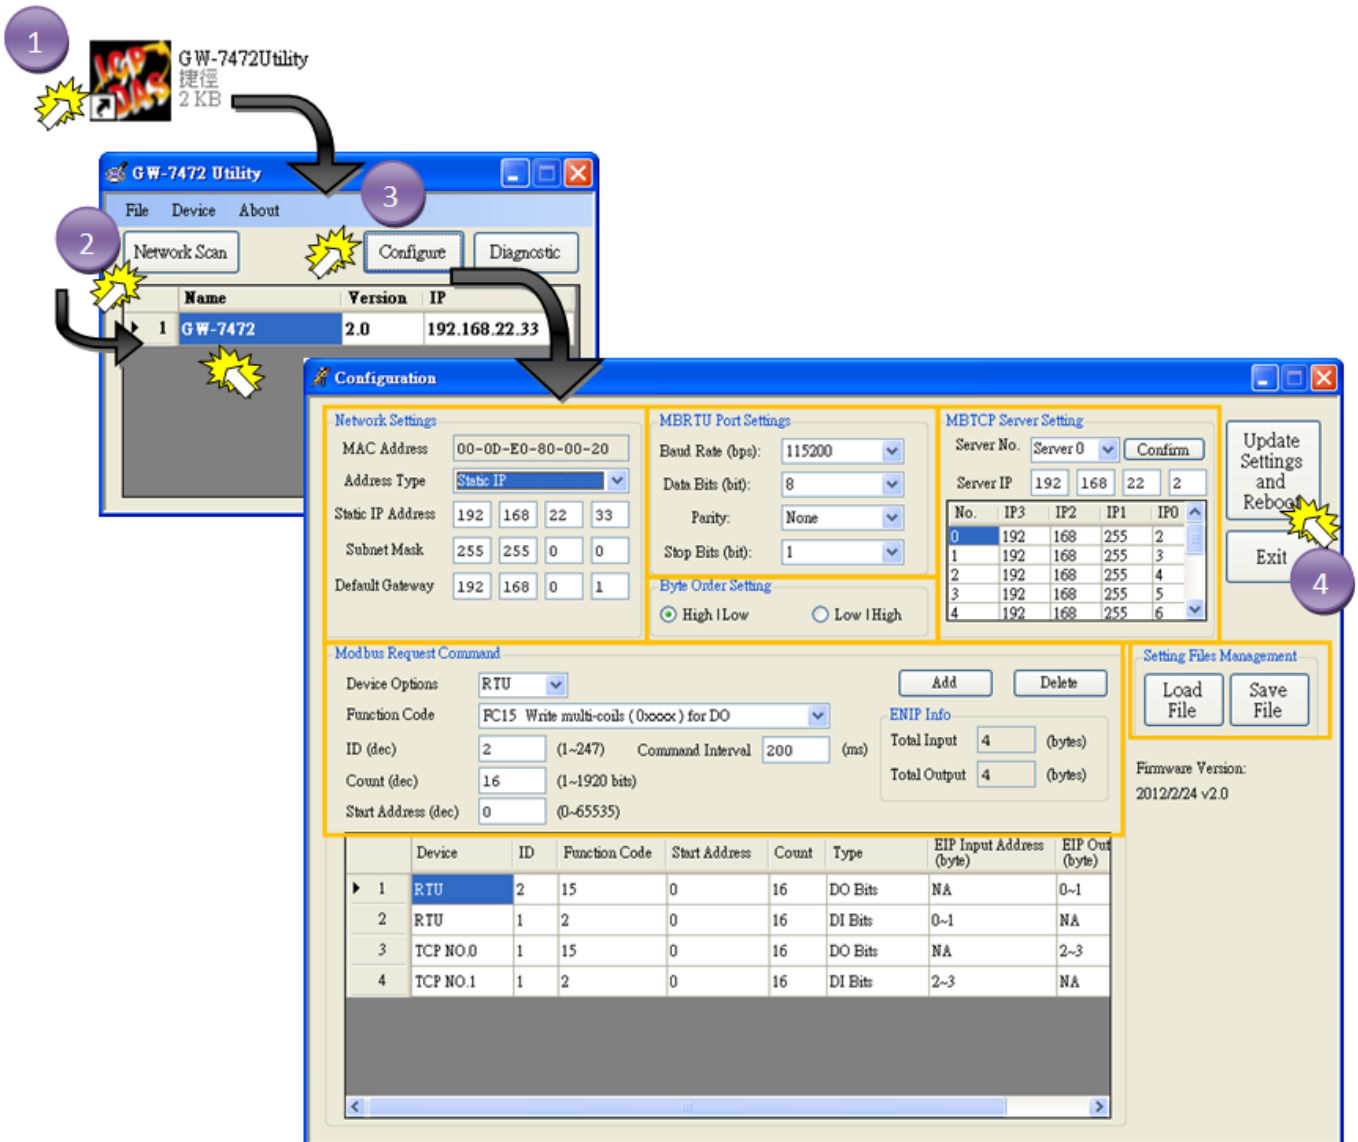 1
ICP
DAS
GW-7472Utility
捷徑
2 KB
GW-7472 Utility
3
File Device About
2
Network Scan Configure Diagnostic
Name Version IP
1 GW-7472 2.0 192.168.22.33
Configuration
Network Settings
MAC Address 00-0D-E0-80-00-20
Address Type Static IP
Static IP Address 192 168 22 33
Subnet Mask 255 255 0 0
Default Gateway 192 168 0 1
MBRTU Port Settings
Baud Rate (bps): 115200
Data Bits (bit): 8
Parity: None
Stop Bits (bit): 1
Byte Order Setting
High | Low Low | High
MBTCP Server Setting
Server No. Server 0 Confirm
Server IP 192 168 22 2
No. IP3 IP2 IP1 IP0
0 192 168 255 2
1 192 168 255 3
2 192 168 255 4
3 192 168 255 5
4 192 168 255 6
Update
Settings
and
Reboot
Exit
4
Modbus Request Command
Device Options RTU Add Delete
Function Code FC15 Write multi-coils ( 0xxxx ) for DO
ID (dec) 2 (1~247) Command Interval 200 (ms)
Count (dec) 16 (1~1920 bits)
Start Address (dec) 0 (0~65535)
ENIP Info
Total Input 4 (bytes)
Total Output 4 (bytes)
Setting Files Management
Load
File
Save
File
Firmware Version:
2012/2/24 v2.0
Device ID Function Code Start Address Count Type EIP Input Address (byte) EIP Out (byte)
1 RTU 2 15 0 16 DO Bits NA 0~1
2 RTU 1 2 0 16 DI Bits 0~1 NA
3 TCP NO.0 1 15 0 16 DO Bits NA 2~3
4 TCP NO.1 1 2 0 16 DI Bits 2~3 NA